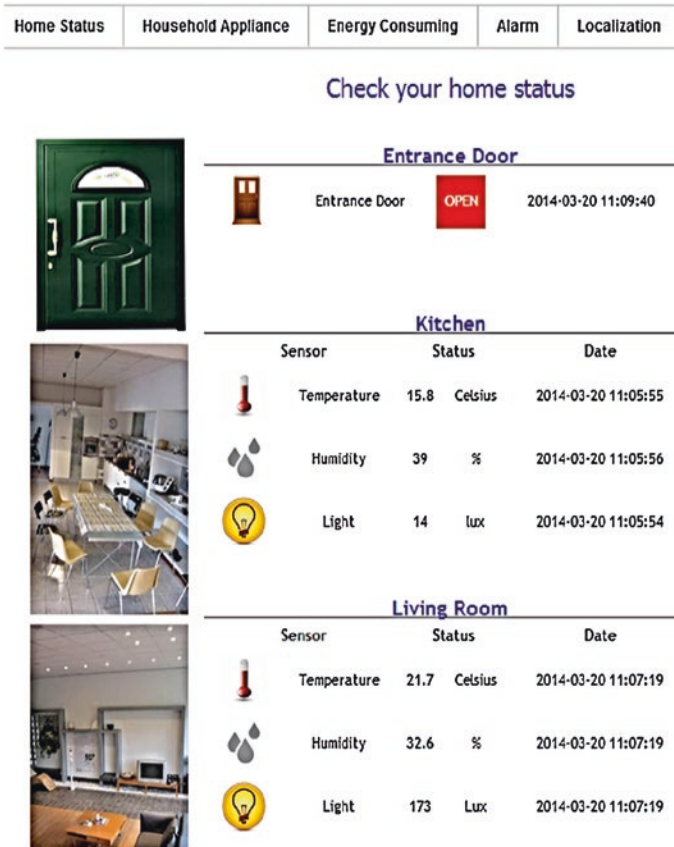 Home Status Household Appliance Energy Consuming Alarm Localization
Check your home status
Entrance Door
Entrance Door OPEN 2014-03-20 11:09:40
Kitchen
Sensor Status Date
Temperature 15.8 Celsius 2014-03-20 11:05:55
Humidity 39 % 2014-03-20 11:05:56
Light 14 lux 2014-03-20 11:05:54
Living Room
Sensor Status Date
Temperature 21.7 Celsius 2014-03-20 11:07:19
Humidity 32.6 % 2014-03-20 11:07:19
Light 173 Lux 2014-03-20 11:07:19